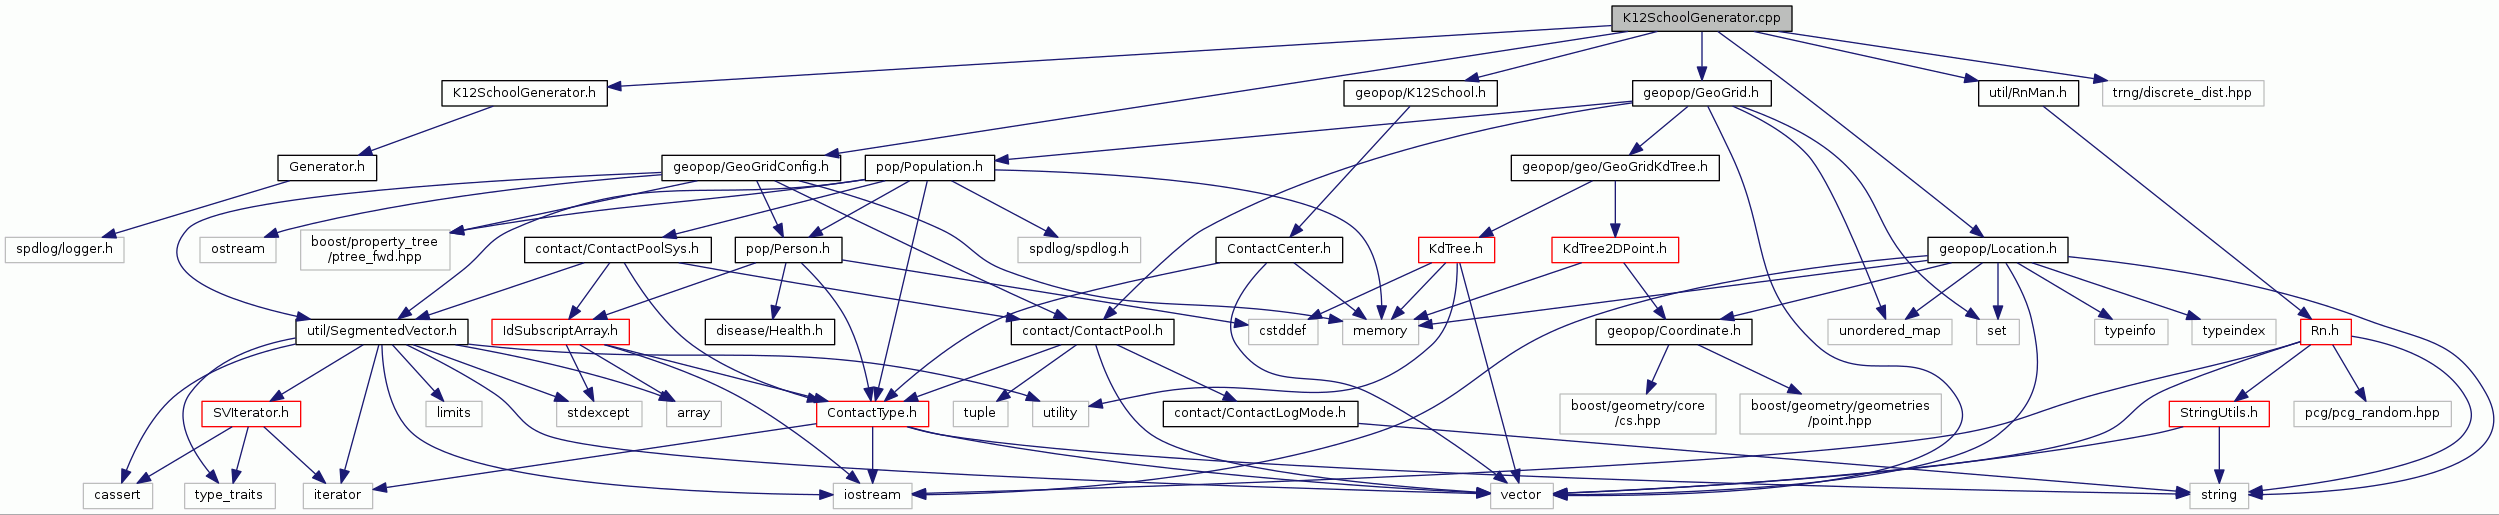 K12SchoolGenerator.cpp
K12SchoolGenerator.h
geopop/K12School.h
geopop/GeoGrid.h
util/RnMan.h
trng/discrete_dist.hpp
Generator.h
geopop/GeoGridConfig.h
pop/Population.h
geopop/geo/GeoGridKdTree.h
spdlog/logger.h
ostream
boost/property_tree
/ptree_fwd.hpp
contact/ContactPoolSys.h
pop/Person.h
spdlog/spdlog.h
ContactCenter.h
KdTree.h
KdTree2DPoint.h
geopop/Location.h
util/SegmentedVector.h
IdSubscriptArray.h
disease/Health.h
contact/ContactPool.h
cstddef
memory
geopop/Coordinate.h
unordered_map
set
typeinfo
typeindex
Rn.h
SVIterator.h
limits
stdexcept
array
ContactType.h
tuple
utility
contact/ContactLogMode.h
boost/geometry/core
/cs.hpp
boost/geometry/geometries
/point.hpp
StringUtils.h
pcg/pcg_random.hpp
cassert
type_traits
iterator
iostream
vector
string